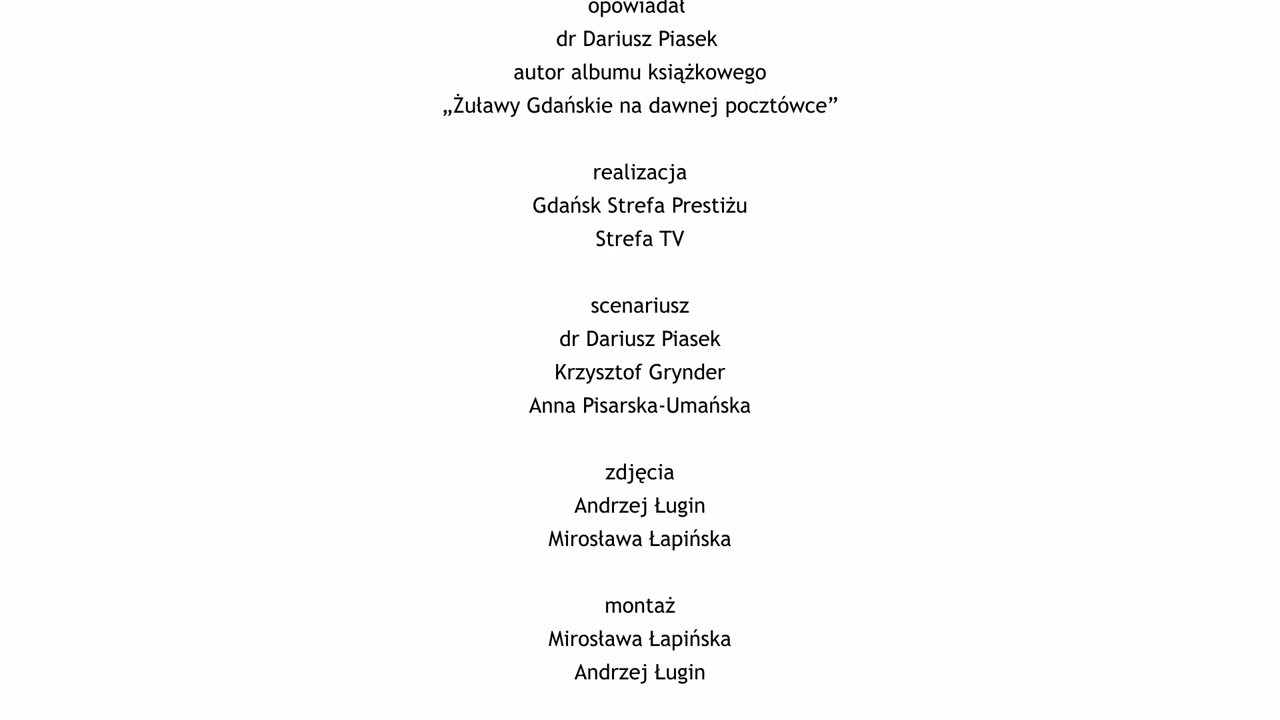 opowiadał
dr Dariusz Piasek
autor albumu książkowego
„Żuławy Gdańskie na dawnej pocztówce”
realizacja
Gdańsk Strefa Prestiżu
Strefa TV
scenariusz
dr Dariusz Piasek
Krzysztof Grynder
Anna Pisarska-Umańska
zdjęcia
Andrzej Ługin
Mirosława Łapińska
montaż
Mirosława Łapińska
Andrzej Ługin